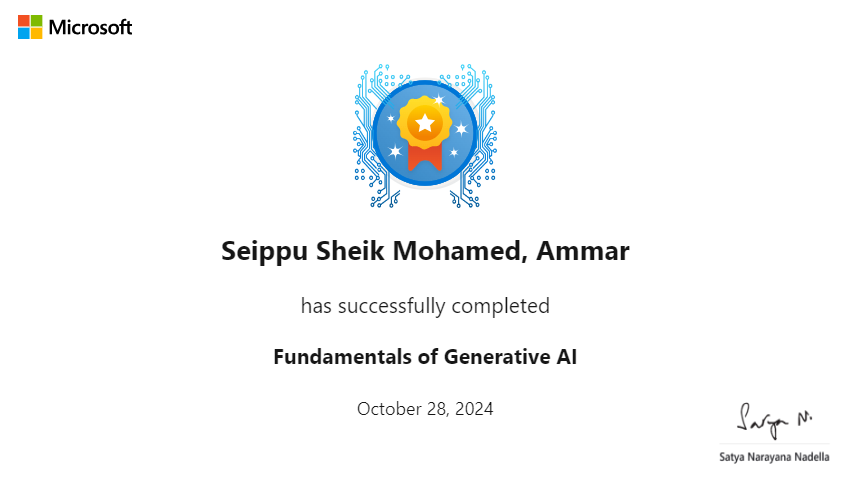 Microsoft
Seippu Sheik Mohamed, Ammar
has successfully completed
Fundamentals of Generative AI
October 28, 2024
Satya N.
Satya Narayana Nadella